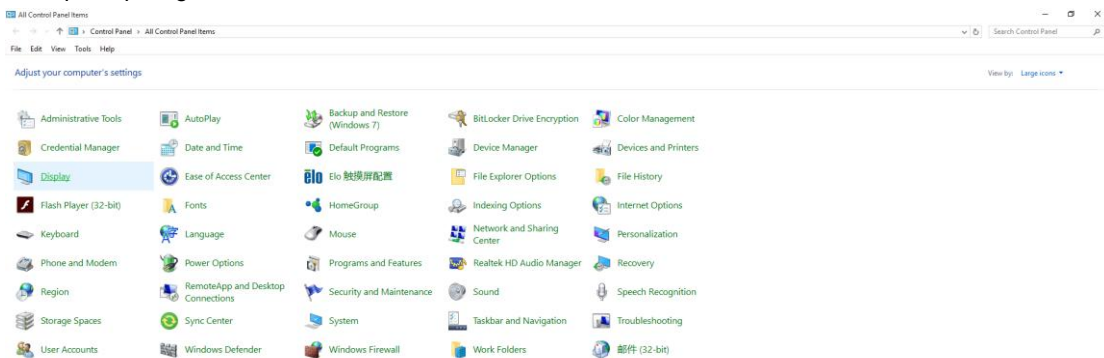 All Control Panel Items
Control Panel › All Control Panel Items
Search Control Panel
File Edit View Tools Help
Adjust your computer's settings
View by: Large icons
Administrative Tools
AutoPlay
Backup and Restore
(Windows 7)
BitLocker Drive Encryption
Color Management
Credential Manager
Date and Time
Default Programs
Device Manager
Devices and Printers
Display
Ease of Access Center
elo Elo 触摸屏配置
File Explorer Options
File History
Flash Player (32-bit)
Fonts
HomeGroup
Indexing Options
Internet Options
Keyboard
Language
Mouse
Network and Sharing
Center
Personalization
Phone and Modem
Power Options
Programs and Features
Realtek HD Audio Manager
Recovery
Region
RemoteApp and Desktop
Connections
Security and Maintenance
Sound
Speech Recognition
Storage Spaces
Sync Center
System
Taskbar and Navigation
Troubleshooting
User Accounts
Windows Defender
Windows Firewall
Work Folders
邮件 (32-bit)